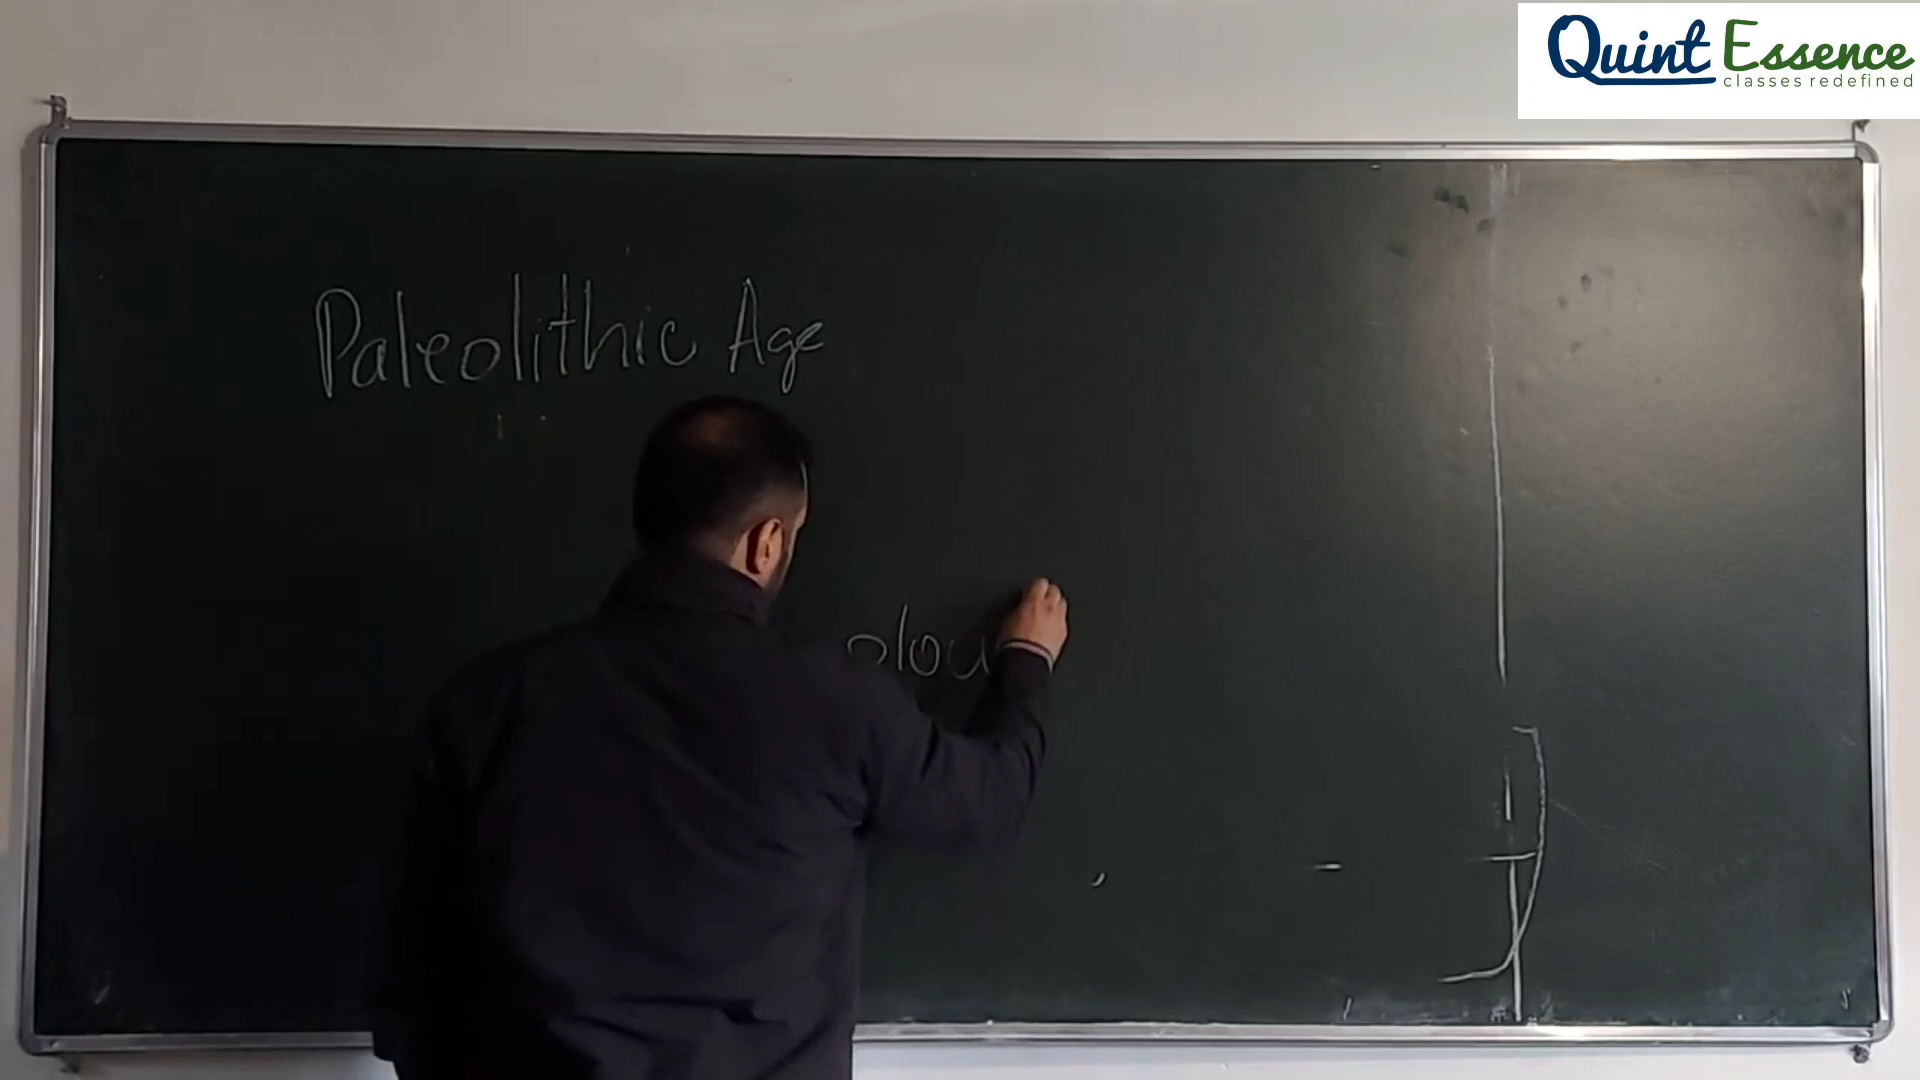 Quint Essence
classes redefined
Paleolithic Age